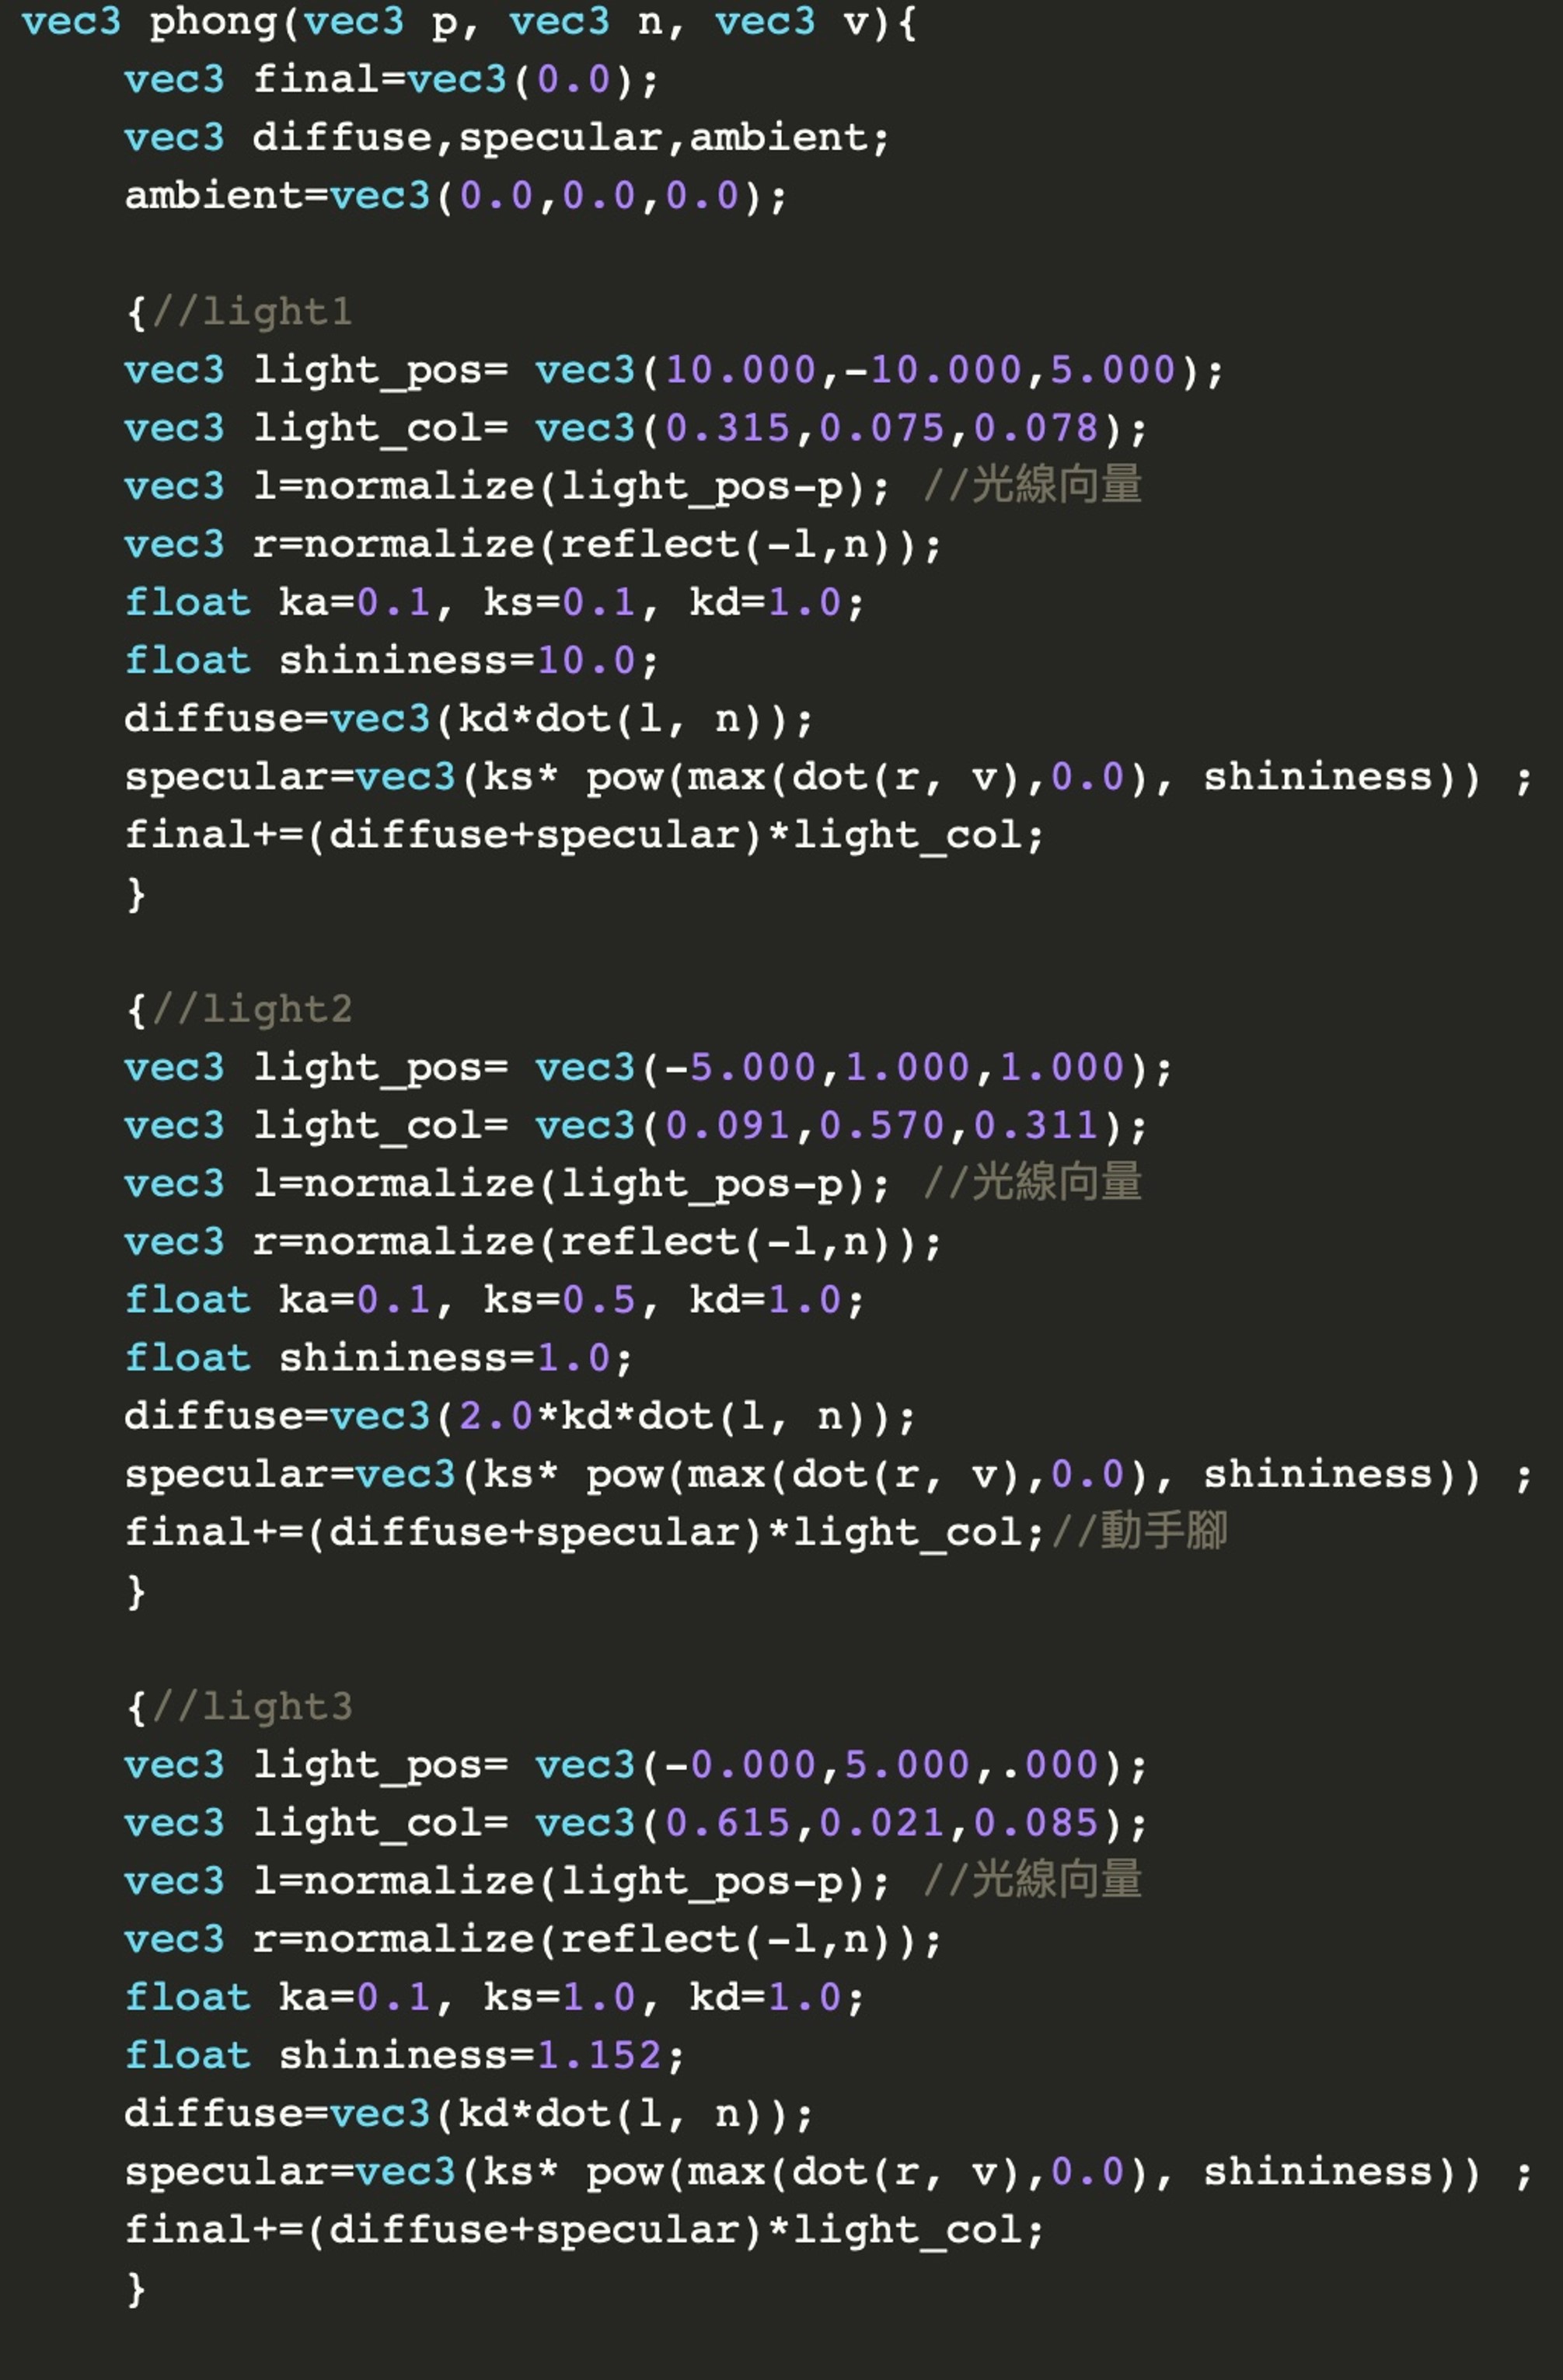 vec3 phong(vec3 p, vec3 n, vec3 v){
vec3 final=vec3(0.0);
vec3 diffuse,specular,ambient;
ambient=vec3(0.0,0.0,0.0);
{//light1
vec3 light_pos= vec3(10.000,-10.000,5.000);
vec3 light_col= vec3(0.315,0.075,0.078);
vec3 l=normalize(light_pos-p); //光線向量
vec3 r=normalize(reflect(-l,n));
float ka=0.1, ks=0.1, kd=1.0;
float shininess=10.0;
diffuse=vec3(kd*dot(l, n));
specular=vec3(ks* pow(max(dot(r, v),0.0), shininess)) ;
final+=(diffuse+specular)*light_col;
}
{//light2
vec3 light_pos= vec3(-5.000,1.000,1.000);
vec3 light_col= vec3(0.091,0.570,0.311);
vec3 l=normalize(light_pos-p); //光線向量
vec3 r=normalize(reflect(-l,n));
float ka=0.1, ks=0.5, kd=1.0;
float shininess=1.0;
diffuse=vec3(2.0*kd*dot(l, n));
specular=vec3(ks* pow(max(dot(r, v),0.0), shininess)) ;
final+=(diffuse+specular)*light_col;//動手腳
}
{//light3
vec3 light_pos= vec3(-0.000,5.000,.000);
vec3 light_col= vec3(0.615,0.021,0.085);
vec3 l=normalize(light_pos-p); //光線向量
vec3 r=normalize(reflect(-l,n));
float ka=0.1, ks=1.0, kd=1.0;
float shininess=1.152;
diffuse=vec3(kd*dot(l, n));
specular=vec3(ks* pow(max(dot(r, v),0.0), shininess)) ;
final+=(diffuse+specular)*light_col;
}